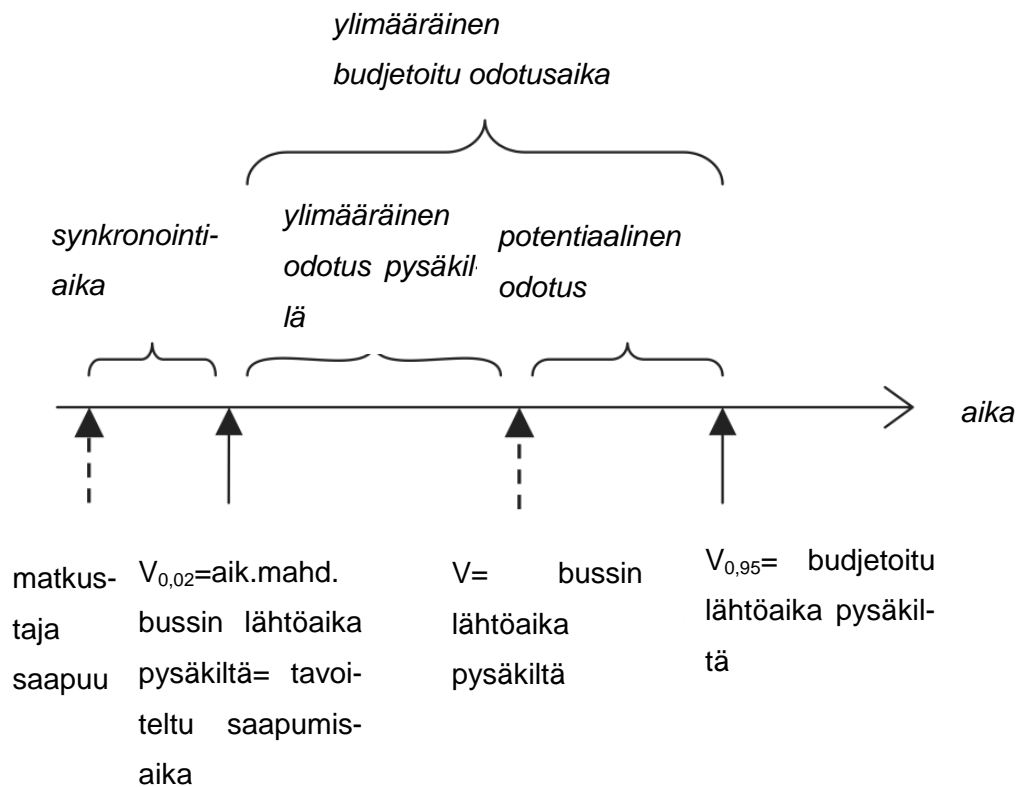 ylimääräinen
budjetoitu odotusaika
synkronointi-
aika
ylimääräinen
odotus pysäkil-
lä
potentiaalinen
odotus
aika
matkus-
taja
saapuu
V0,02=aik.mahd.
bussin lähtöaika
pysäkiltä= tavoi-
teltu saapumis-
aika
V= bussin
lähtöaika
pysäkiltä
V0,95= budjetoitu
lähtöaika pysäkil-
tä